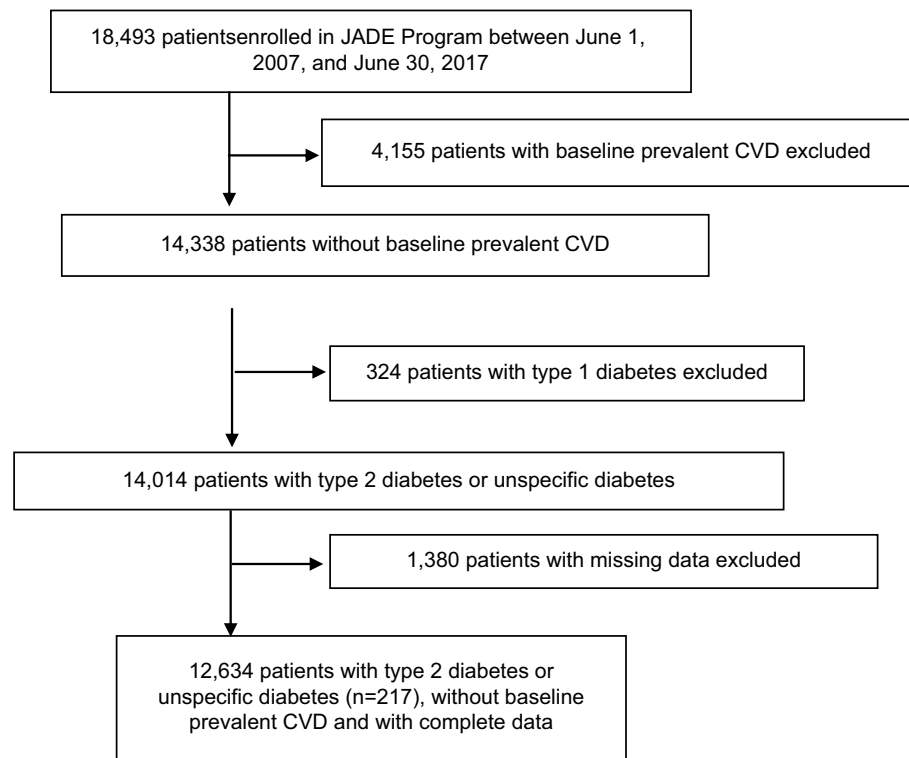 18,493 patientsenrolled in JADE Program between June 1,
2007, and June 30, 2017
4,155 patients with baseline prevalent CVD excluded
14,338 patients without baseline prevalent CVD
324 patients with type 1 diabetes excluded
14,014 patients with type 2 diabetes or unspecific diabetes
1,380 patients with missing data excluded
12,634 patients with type 2 diabetes or
unspecific diabetes (n=217), without baseline
prevalent CVD and with complete data